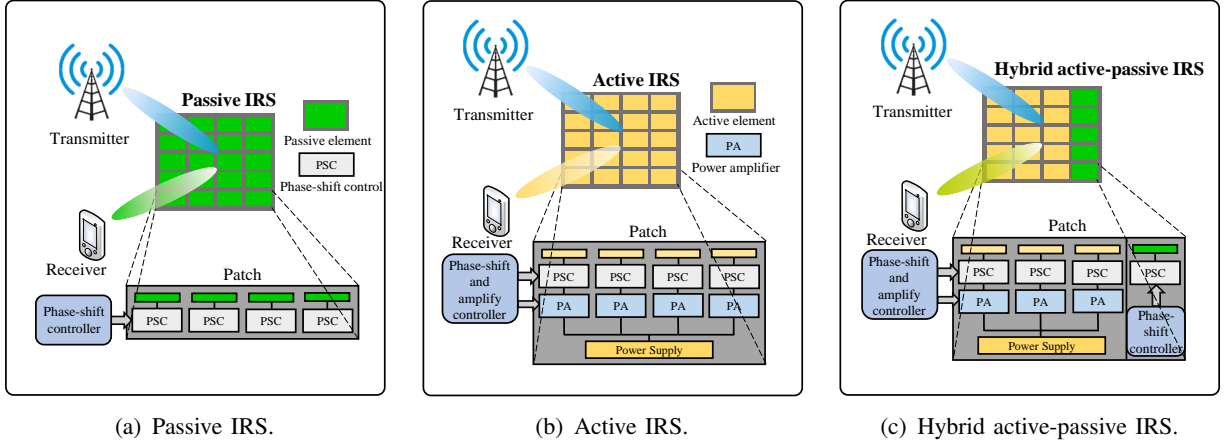 Passive IRS
Transmitter
Passive element
PSC
Phase-shift control
Receiver
Patch
Phase-shift
controller
PSC PSC PSC PSC
(a) Passive IRS.
Active IRS
Transmitter
Active element
PA
Power amplifier
Receiver
Patch
Phase-shift
and
amplify
controller
PSC PSC PSC PSC
PA PA PA PA
Power Supply
(b) Active IRS.
Hybrid active-passive IRS
Transmitter
Receiver
Patch
Phase-shift
and
amplify
controller
PSC PSC PSC PSC
PA PA PA
Phase-
shift
controller
Power Supply
(c) Hybrid active-passive IRS.